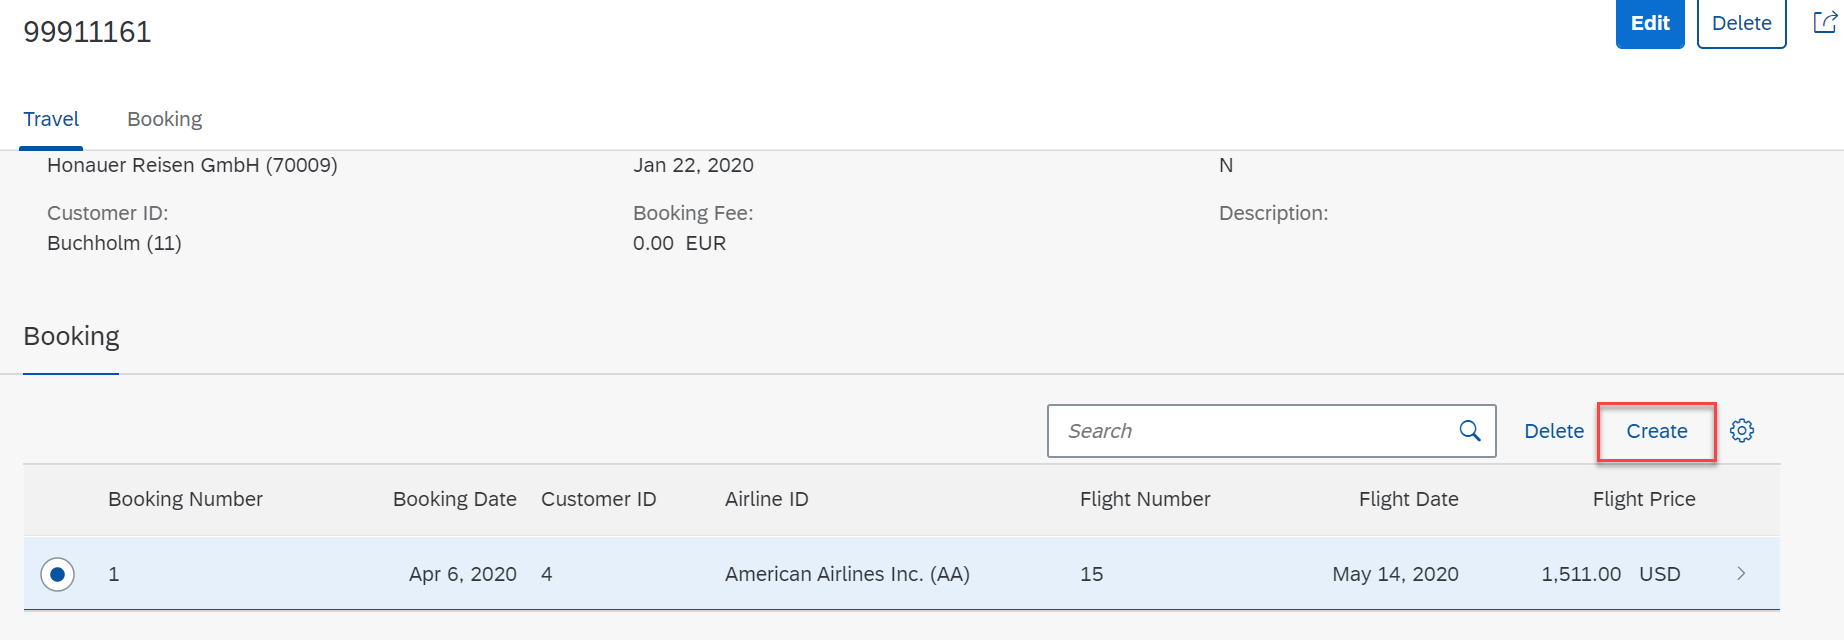 99911161
Edit Delete
Travel Booking
Honauer Reisen GmbH (70009) Jan 22, 2020 N
Customer ID: Booking Fee: Description:
Buchholm (11) 0.00 EUR
Booking
Search Delete Create
Booking Number Booking Date Customer ID Airline ID Flight Number Flight Date Flight Price
1 Apr 6, 2020 4 American Airlines Inc. (AA) 15 May 14, 2020 1,511.00 USD